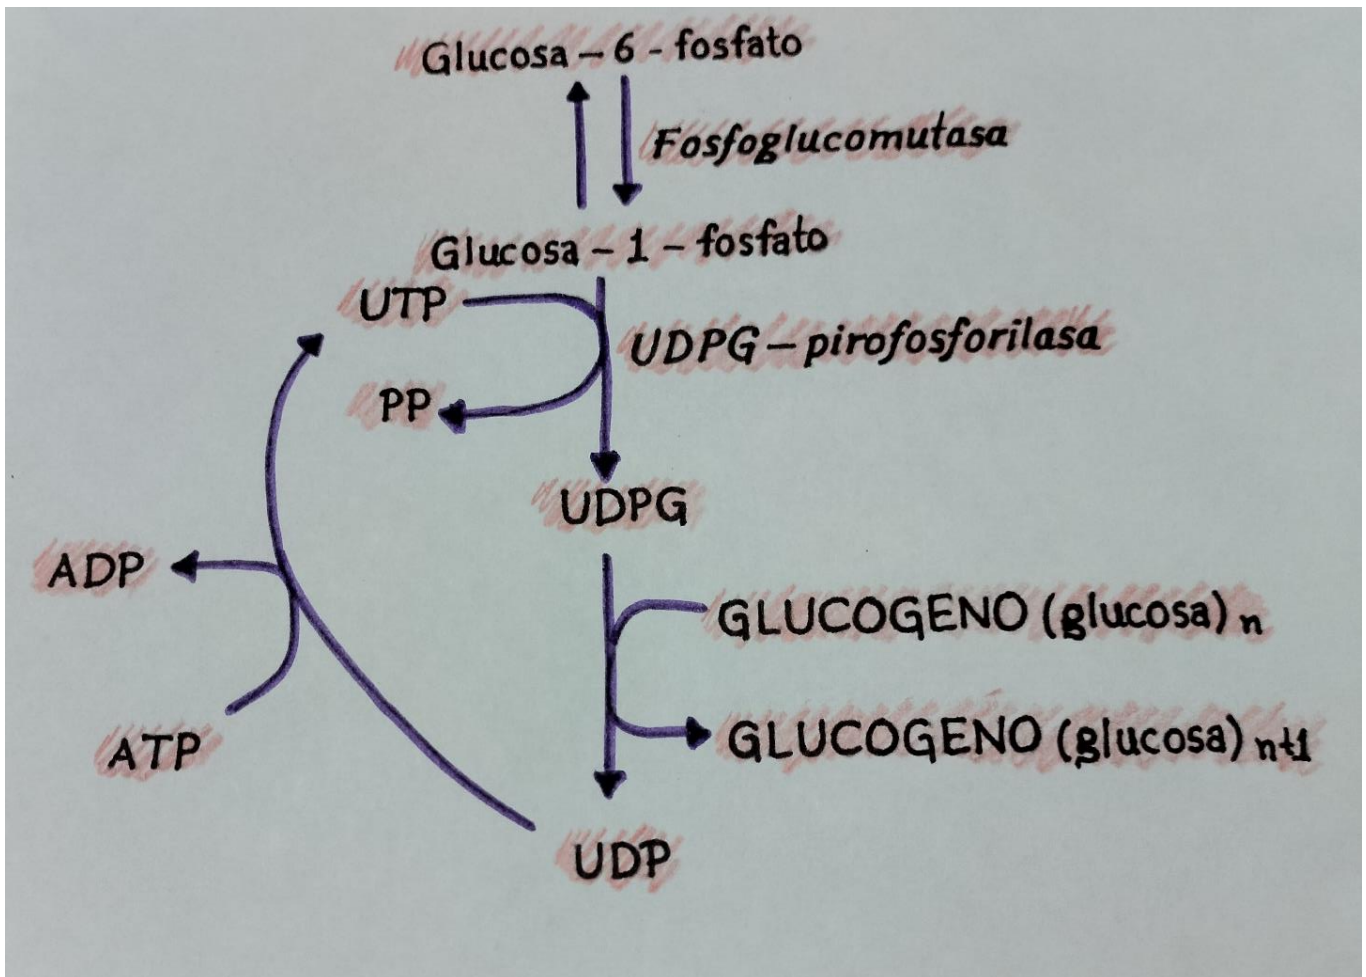 Glucosa - 6 - fosfato
Fosfoglucomutasa
Glucosa - 1 - fosfato
UTP
UDPG - pirofosforilasa
PP
UDPG
ADP
GLUCOGENO (glucosa) n
ATP
GLUCOGENO (glucosa) n+1
UDP